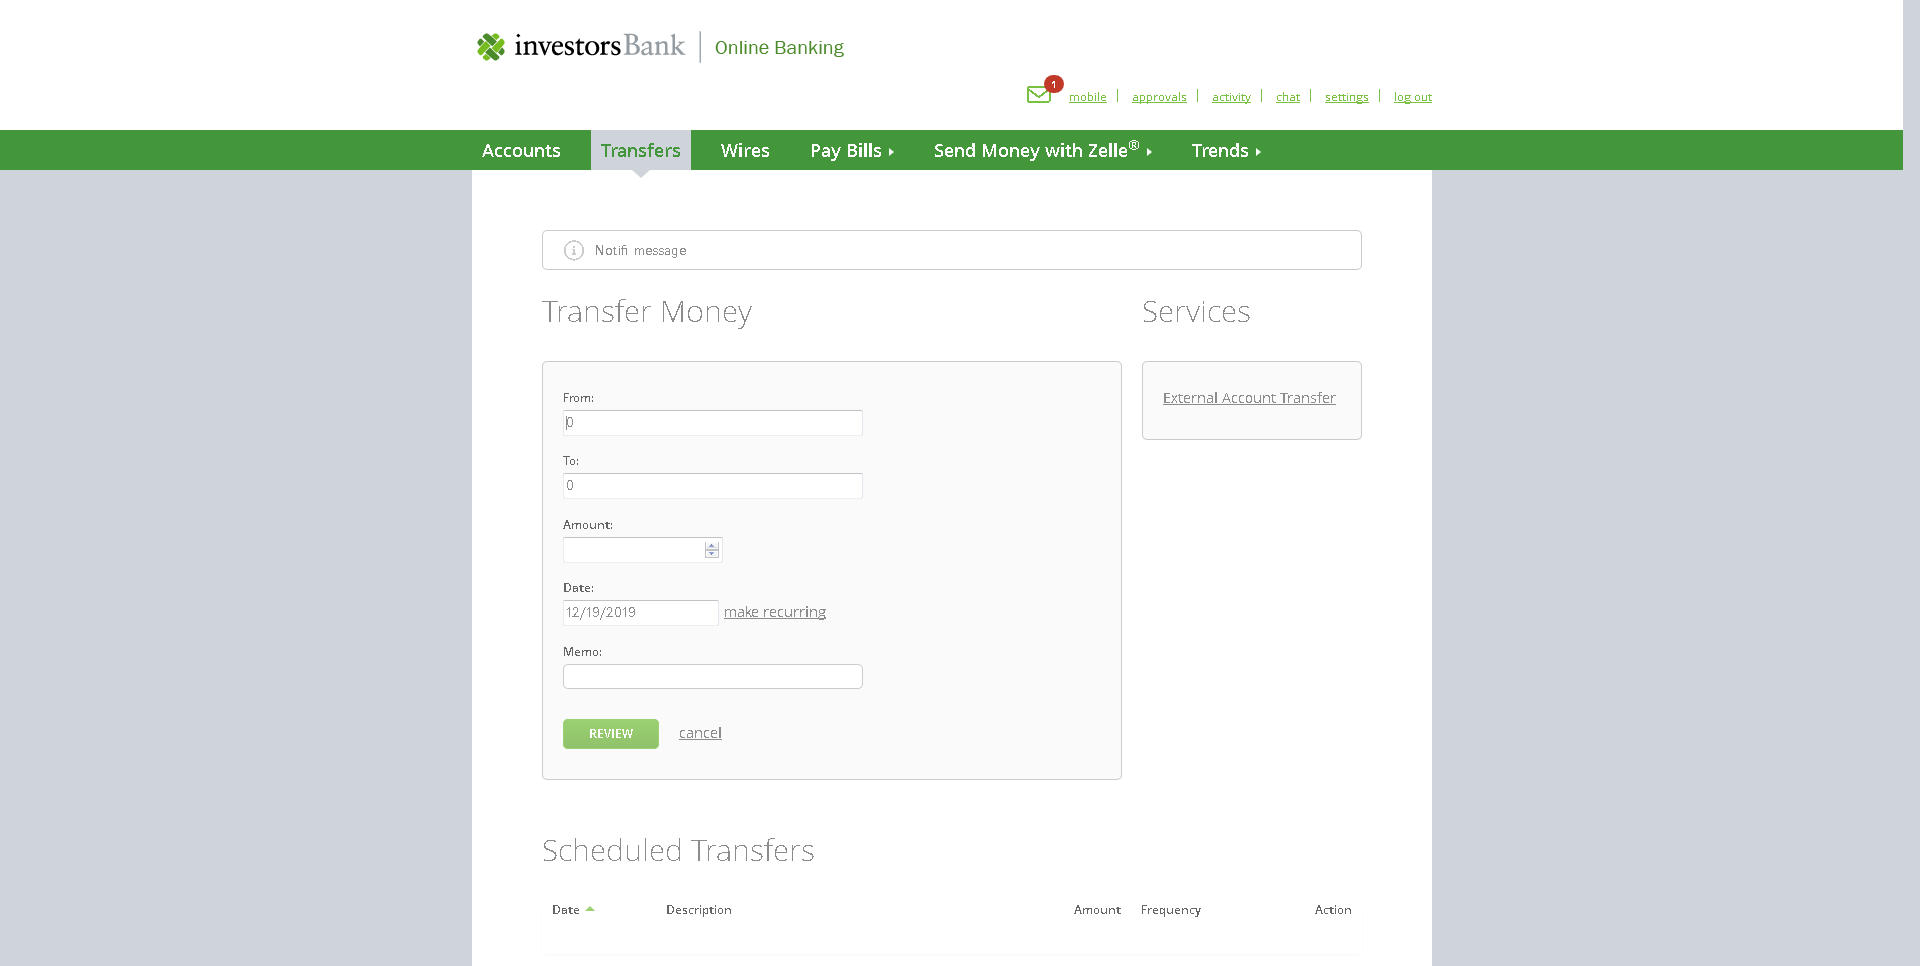 investorsBank Online Banking
1
mobile approvals activity chat settings log out
Accounts Transfers Wires Pay Bills Send Money with Zelle® Trends
Notifi message
Transfer Money
From:
0
To:
0
Amount:
Date:
12/19/2019 make recurring
Memo:
REVIEW cancel
Services
External Account Transfer
Scheduled Transfers
Date Description Amount Frequency Action